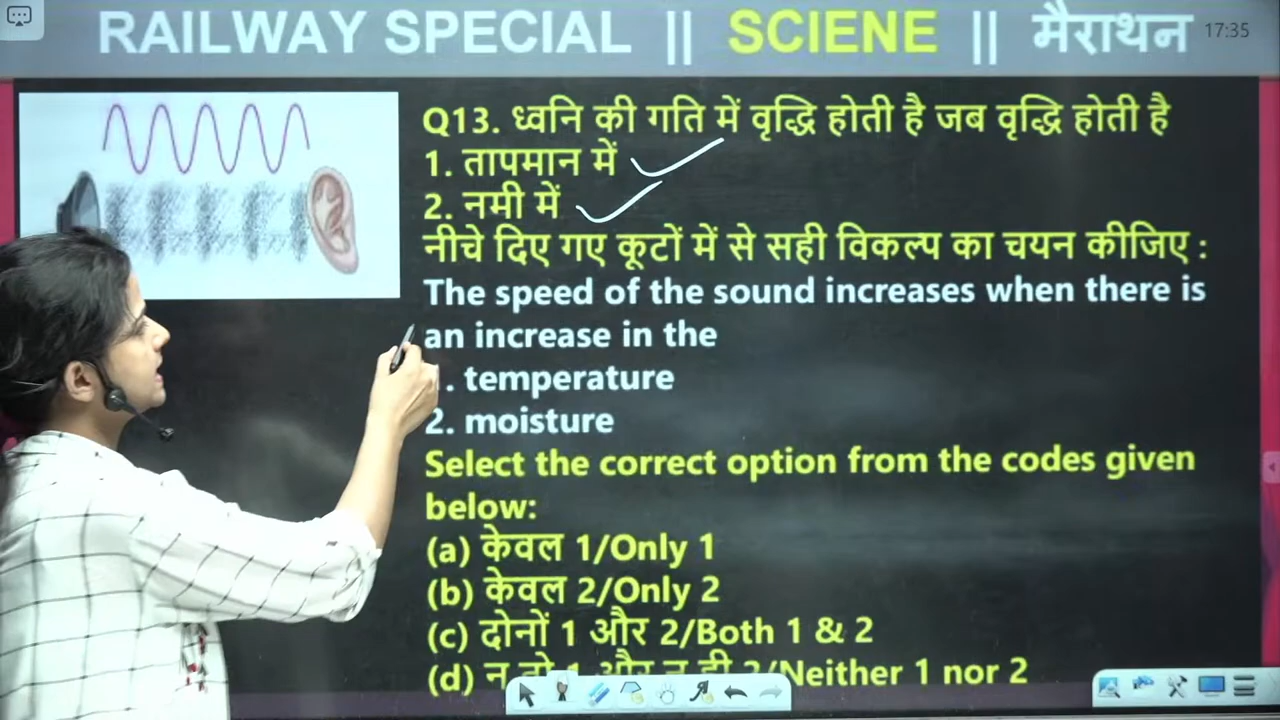 RAILWAY SPECIAL || SCIENE || मैराथन 17:35
Q13. ध्वनि की गति में वृद्धि होती है जब वृद्धि होती है
1. तापमान में
2. नमी में
नीचे दिए गए कूटों में से सही विकल्प का चयन कीजिए :
The speed of the sound increases when there is
an increase in the
. temperature
2. moisture
Select the correct option from the codes given
below:
(a) केवल 1/Only 1
(b) केवल 2/Only 2
(c) दोनों 1 और 2/Both 1 & 2
(d) न तो 1 और न ही 2/Neither 1 nor 2